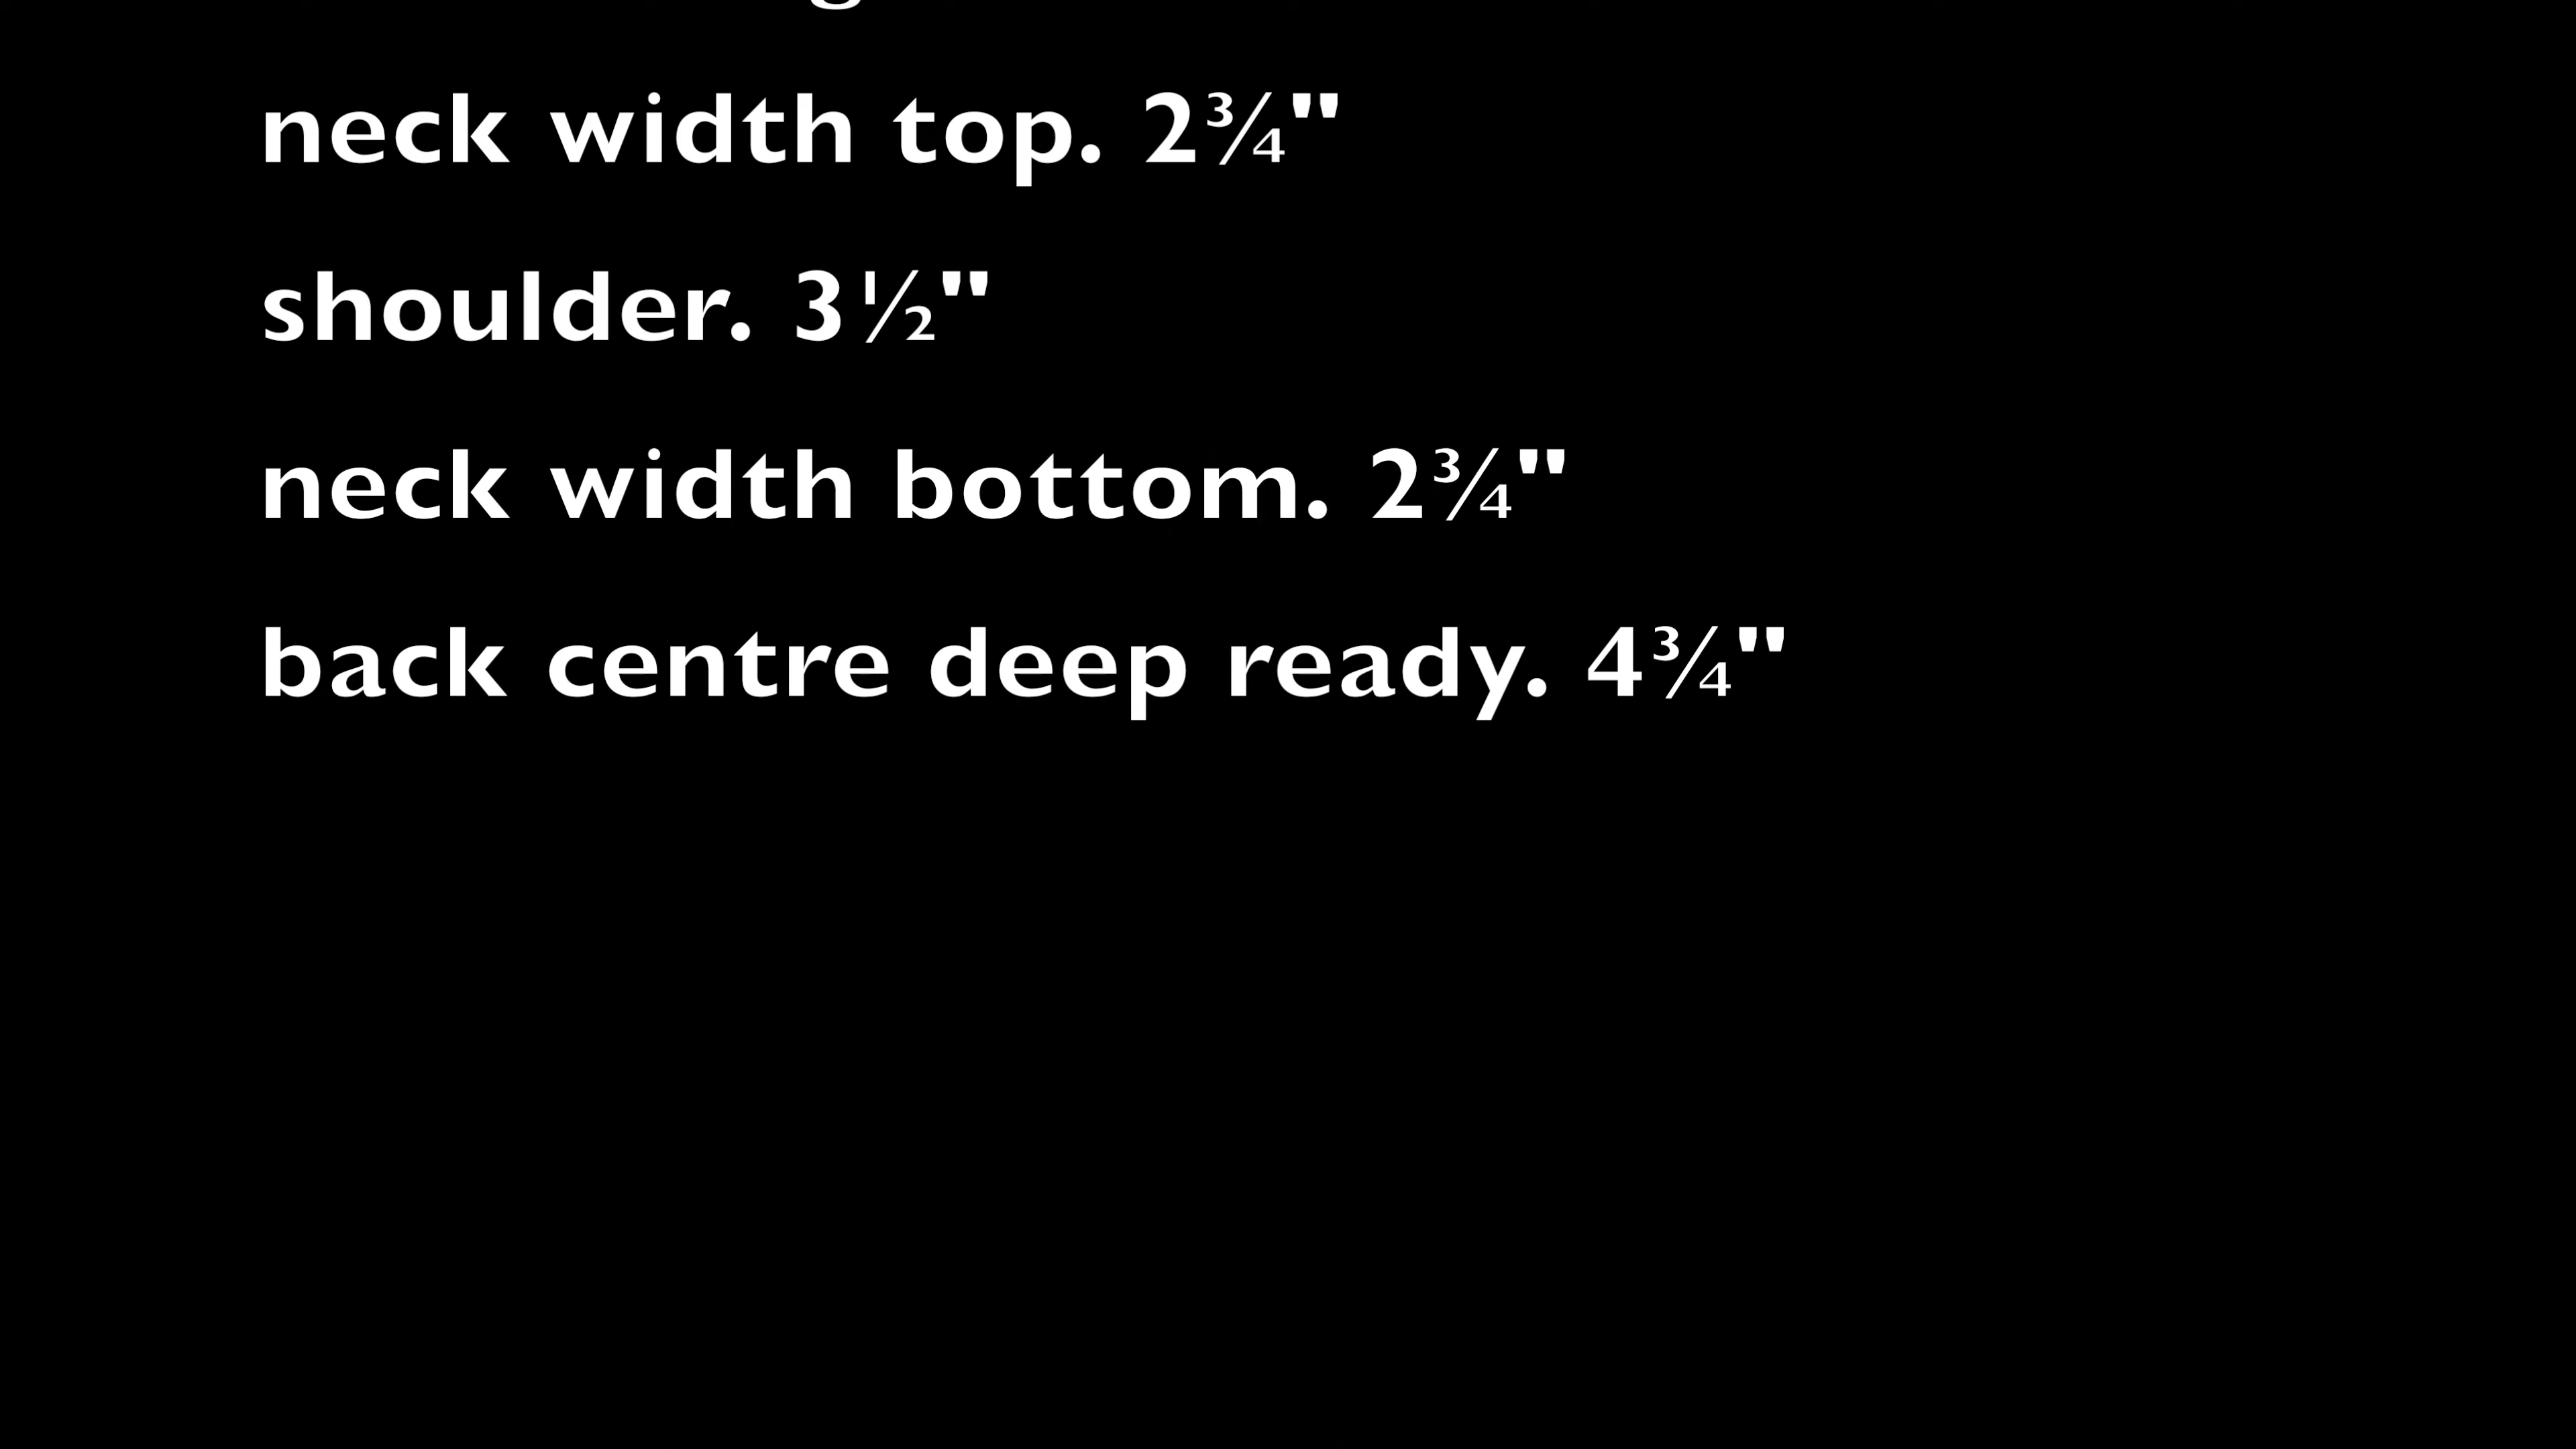 neck width top. 2¾"
shoulder. 3½"
neck width bottom. 2¾"
back centre deep ready. 4¾"